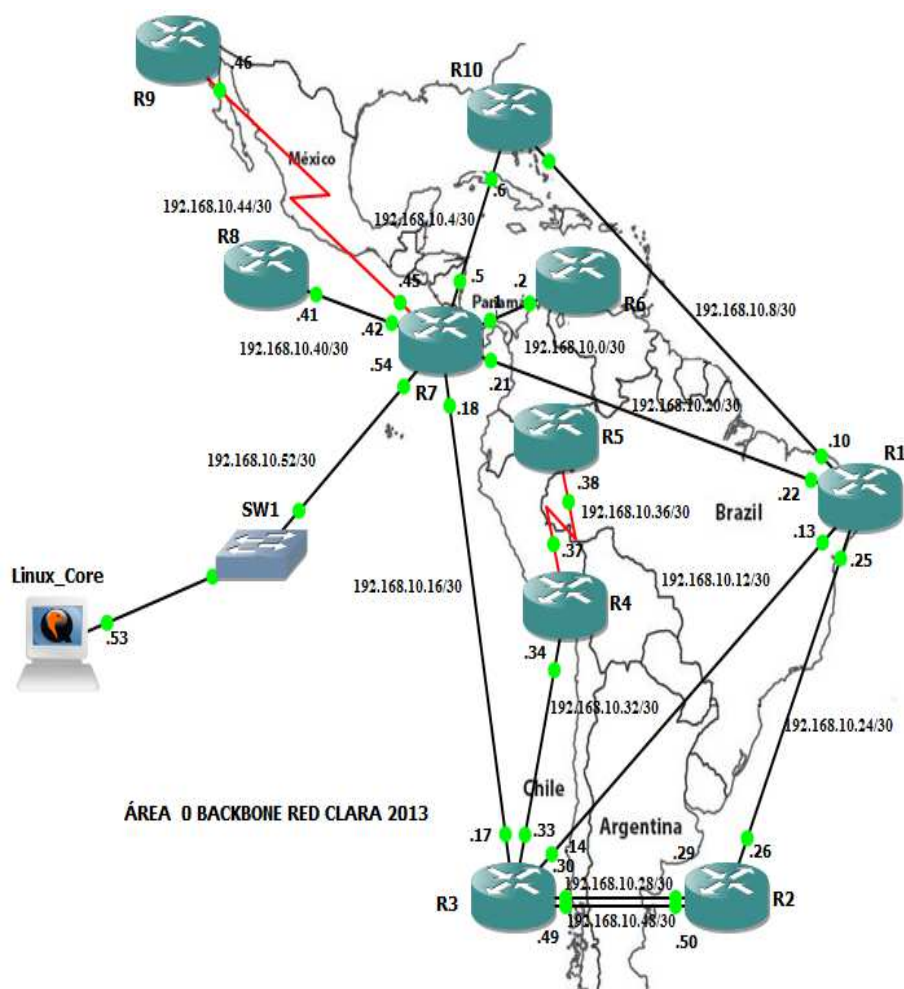 .46
R9
R10
México
192.168.10.44/30
.6
192.168.10.4/30
R8
.45
.5
.2
.1
Panamá
R6
192.168.10.8/30
.41
.42
192.168.10.40/30
.54
R7
.21
192.168.10.0/30
.18
192.168.10.20/30
R5
.10
R1
192.168.10.52/30
.38
192.168.10.36/30
.22
Brazil
SW1
.37
.13
.25
Linux_Core
192.168.10.16/30
192.168.10.12/30
R4
.53
.34
192.168.10.32/30
192.168.10.24/30
Chile
ÁREA 0 BACKBONE RED CLARA 2013
Argentina
.17
.33
.14
.30
.29
.26
192.168.10.28/30
R3
R2
192.168.10.48/30
.49
.50